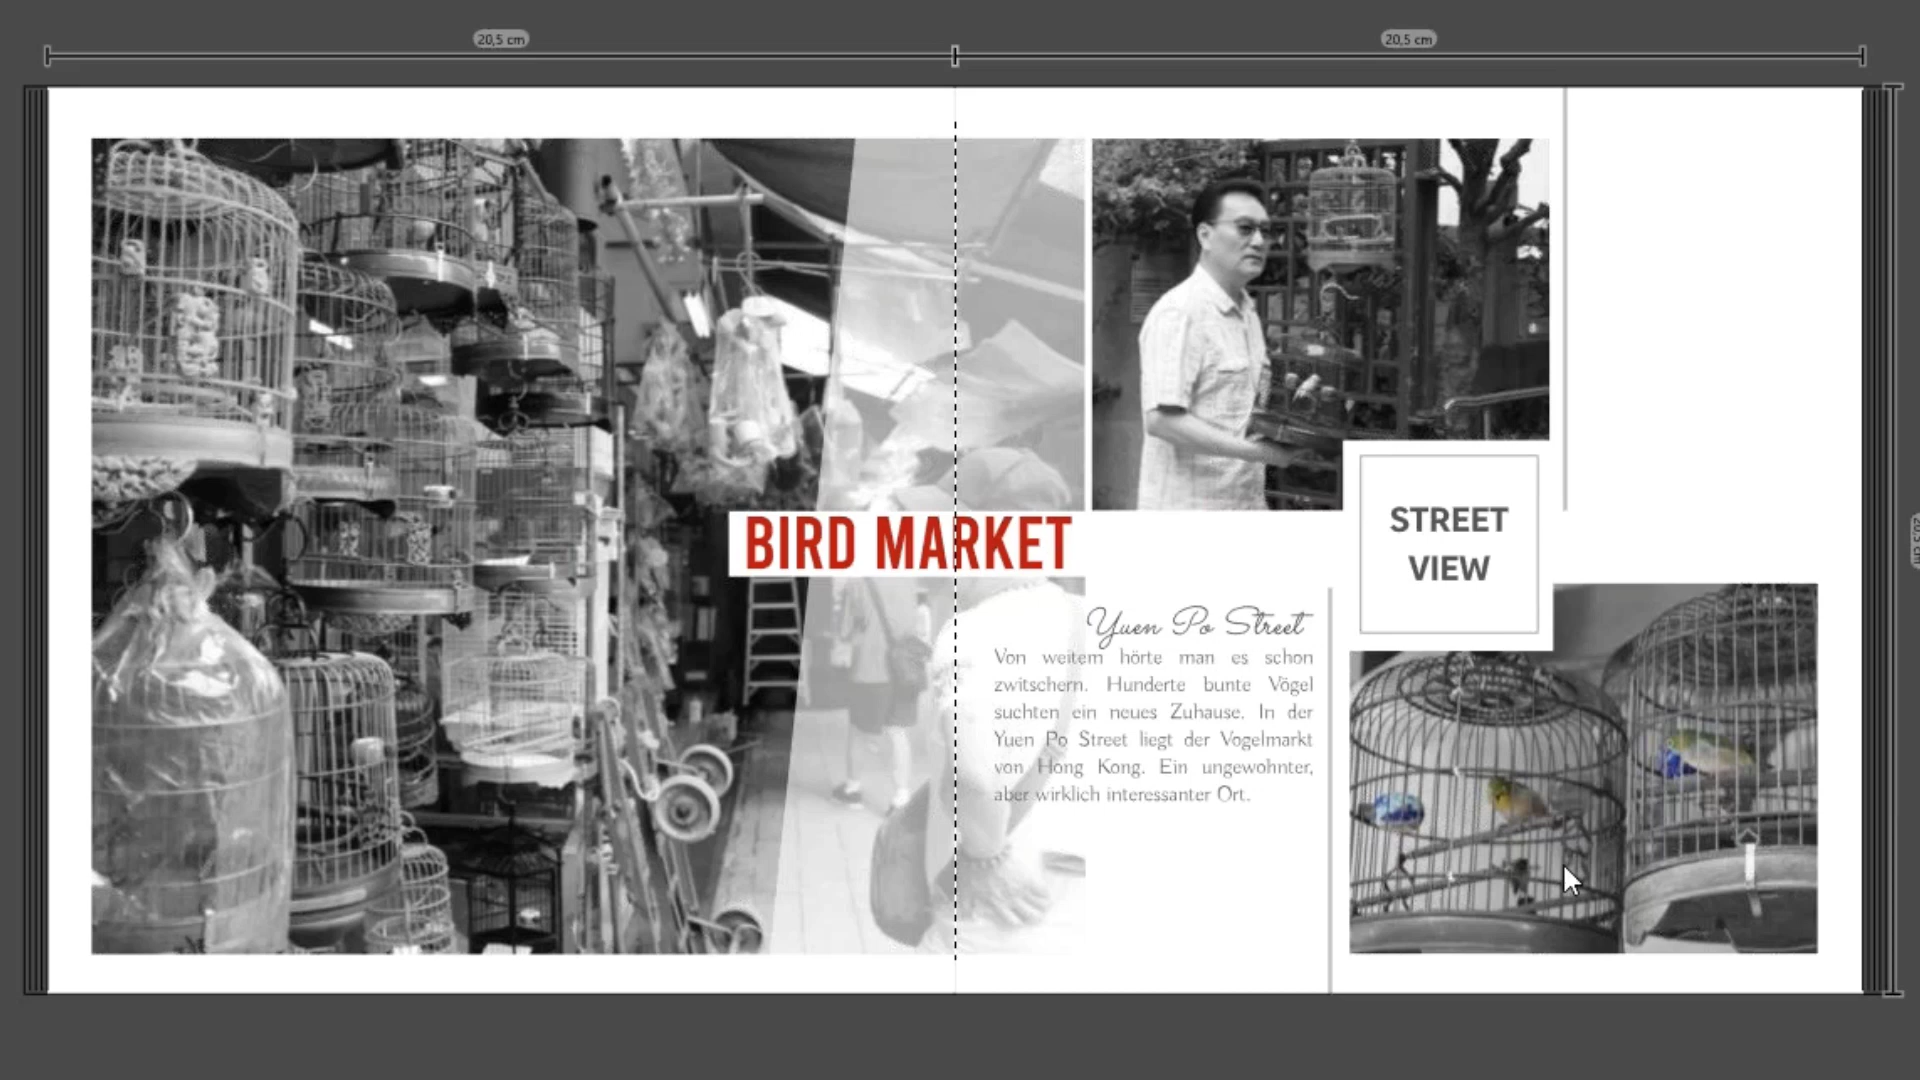 20,5 cm
20,5 cm
BIRD MARKET
STREET
VIEW
Yuen Po Street
Von weitem hörte man es schon
zwitschern. Hunderte bunte Vögel
suchten ein neues Zuhause. In der
Yuen Po Street liegt der Vogelmarkt
von Hong Kong. Ein ungewohnter,
aber wirklich interessanter Ort.